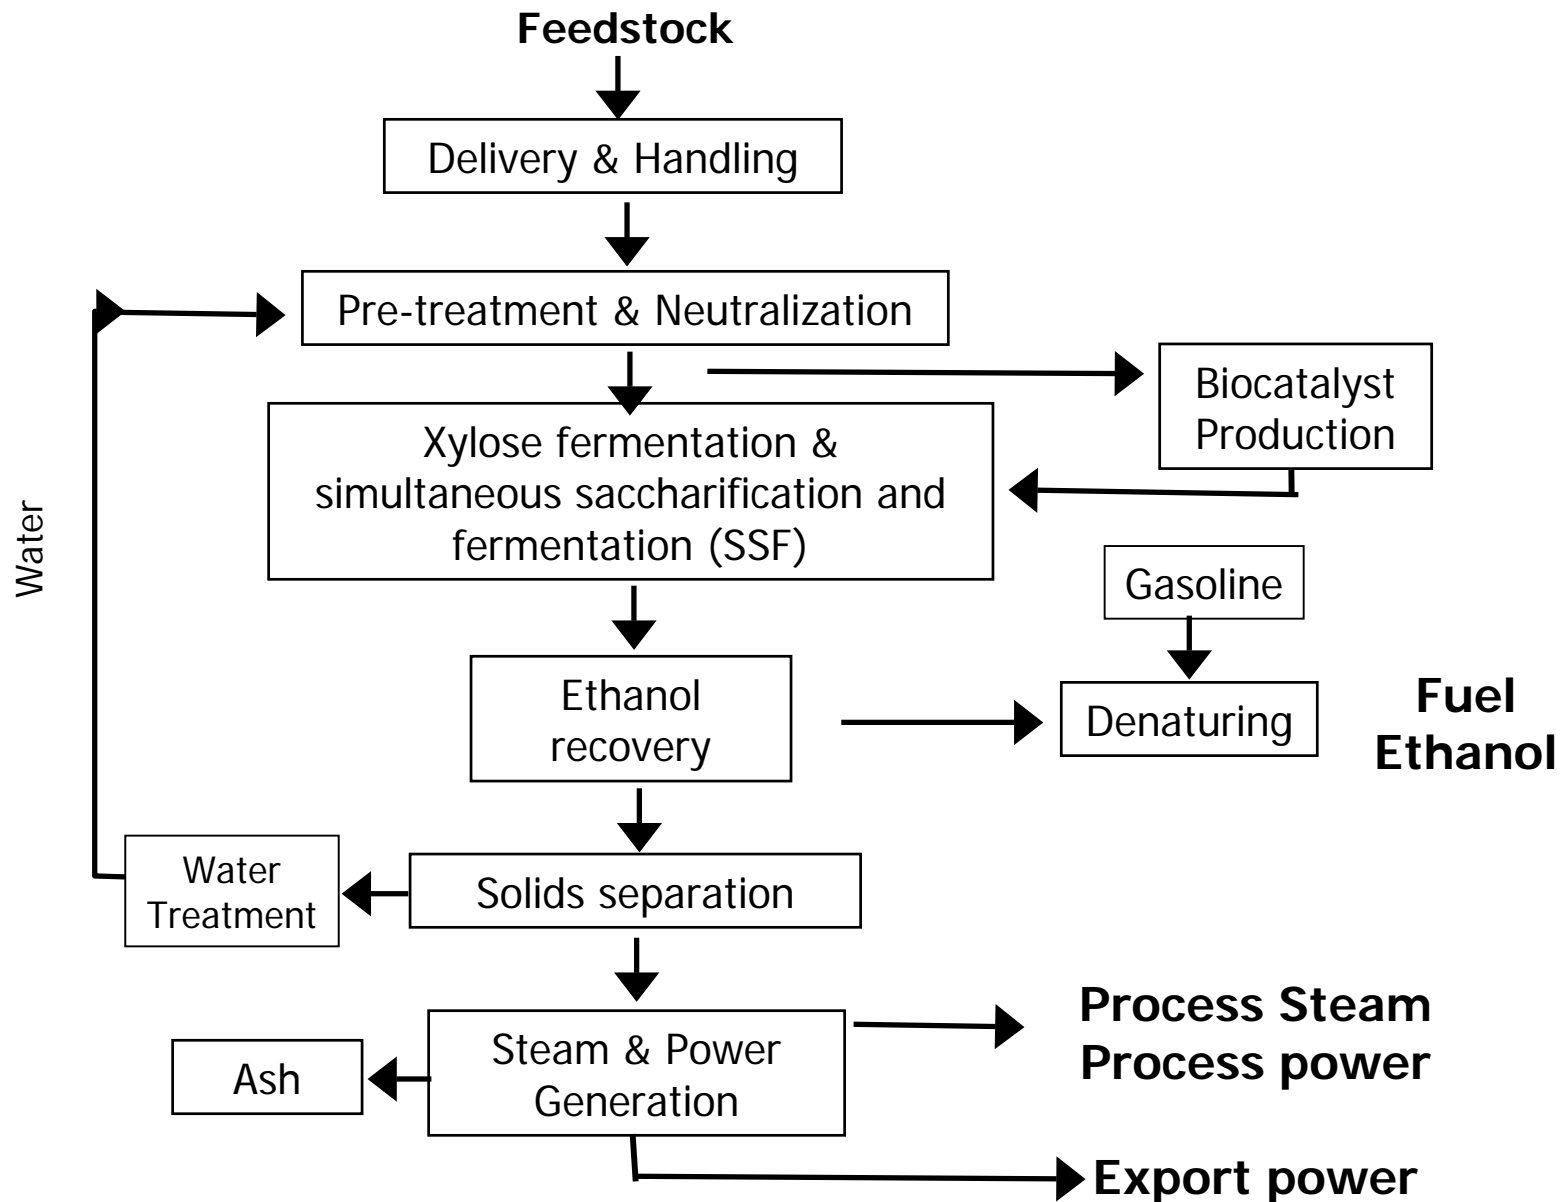 Feedstock
Delivery & Handling
Pre-treatment & Neutralization
Biocatalyst
Production
Xylose fermentation &
simultaneous saccharification and
fermentation (SSF)
Water
Gasoline
Ethanol
recovery
Denaturing
Fuel
Ethanol
Water
Treatment
Solids separation
Steam & Power
Generation
Process Steam
Process power
Ash
Export power